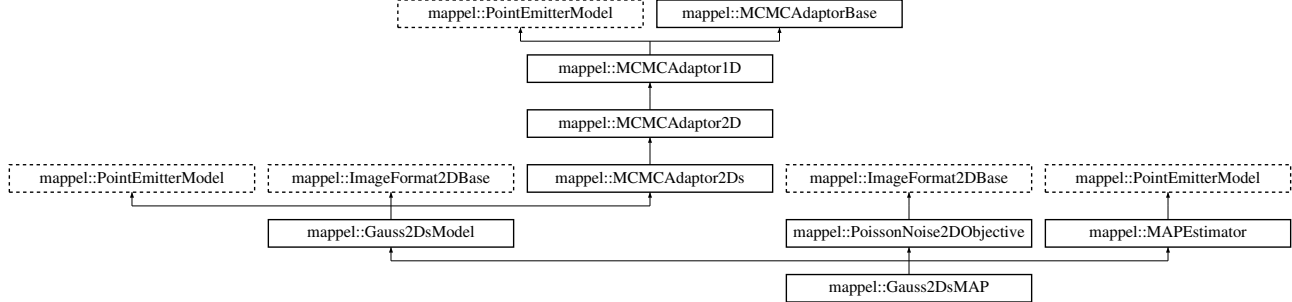 mappel::PointEmitterModel mappel::MCMCAdaptorBase
mappel::MCMCAdaptor1D
mappel::MCMCAdaptor2D
mappel::PointEmitterModel mappel::ImageFormat2DBase mappel::MCMCAdaptor2Ds mappel::ImageFormat2DBase mappel::PointEmitterModel
mappel::Gauss2DsModel mappel::PoissonNoise2DObjective mappel::MAPEstimator
mappel::Gauss2DsMAP